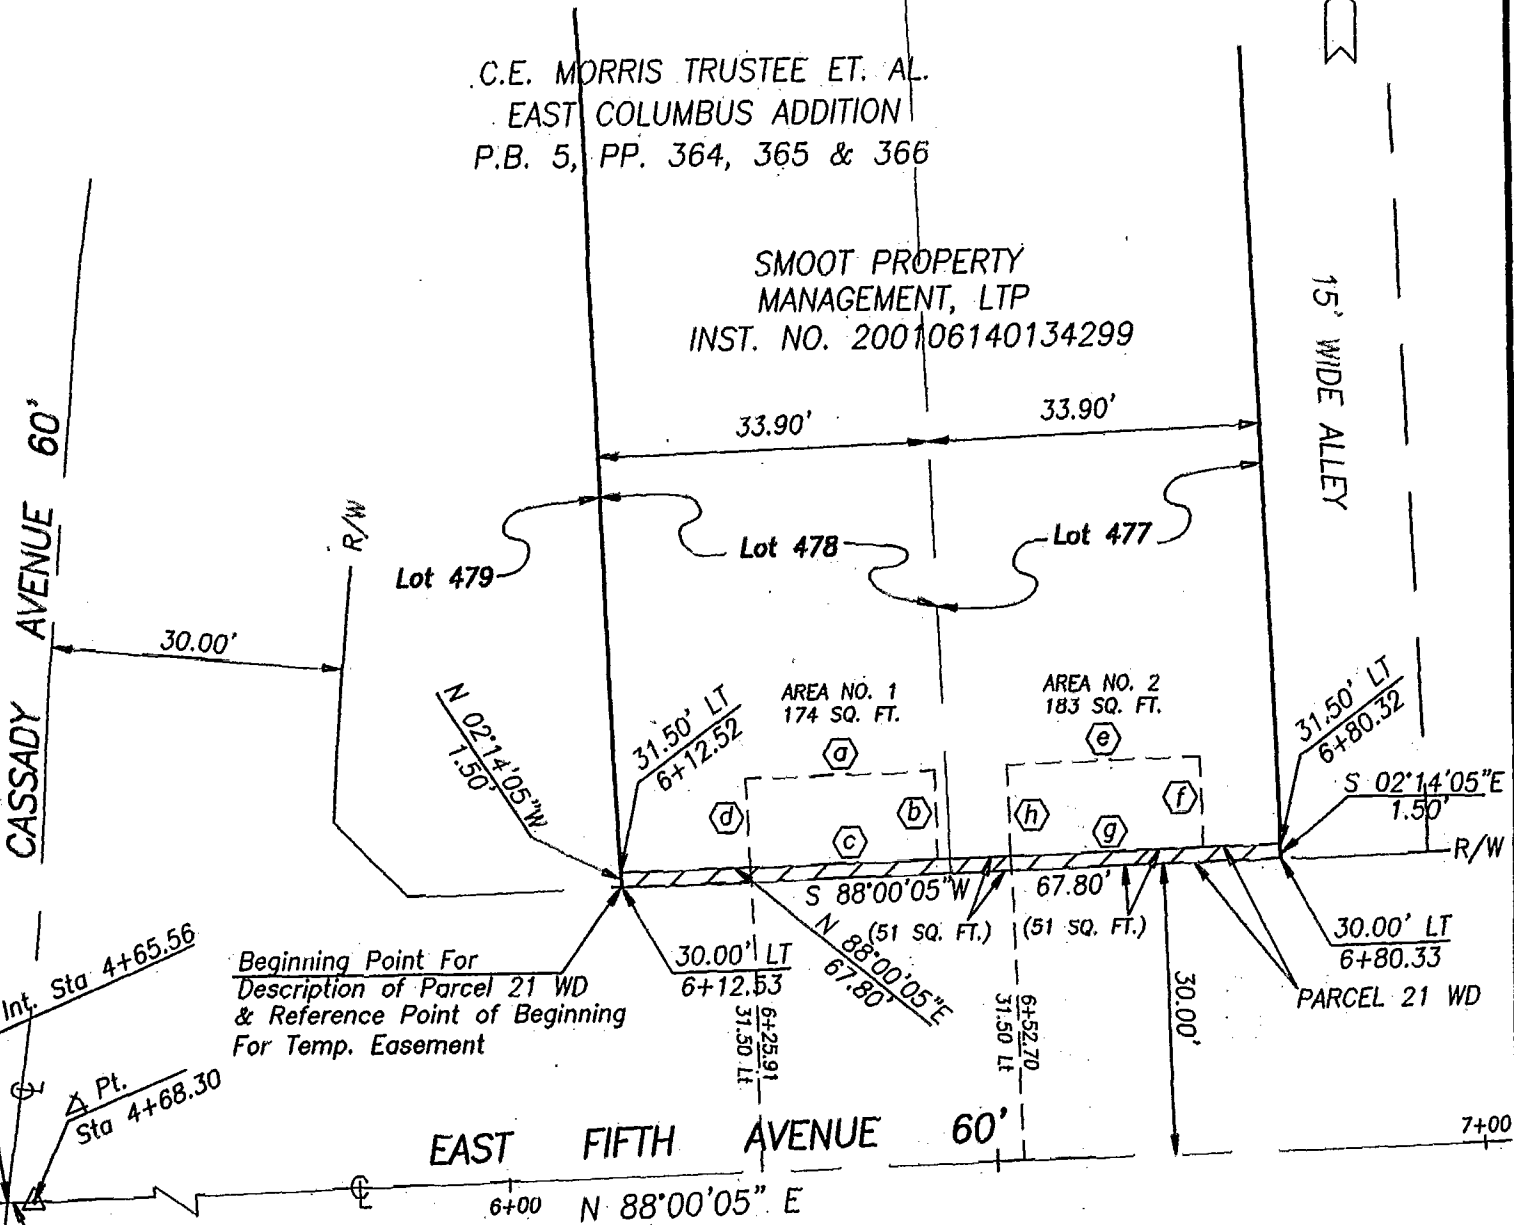 C.E. MORRIS TRUSTEE ET. AL.
EAST COLUMBUS ADDITION
P.B. 5, PP. 364, 365 & 366
SMOOT PROPERTY
MANAGEMENT, LTP
INST. NO. 200106140134299
15' WIDE ALLEY
33.90'
33.90'
CASSADY AVENUE 60'
R/W
Lot 479
Lot 478
Lot 477
30.00'
AREA NO. 1
174 SQ. FT.
AREA NO. 2
183 SQ. FT.
N 02°14'05"W
1.50'
31.50' LT
6+12.52
a
b
c
d
e
f
g
h
31.50' LT
6+80.32
S 02°14'05"E
1.50'
R/W
S 88°00'05"W
67.80'
(51 SQ. FT.)
(51 SQ. FT.)
N 88°00'05"E
67.80'
30.00' LT
6+12.53
30.00' LT
6+80.33
PARCEL 21 WD
Beginning Point For
Description of Parcel 21 WD
& Reference Point of Beginning
For Temp. Easement
6+25.91
31.50 Lt
6+52.70
31.50 Lt
30.00'
Int. Sta 4+65.56
Pt.
Sta 4+68.30
EAST FIFTH AVENUE 60'
6+00
N 88°00'05" E
7+00